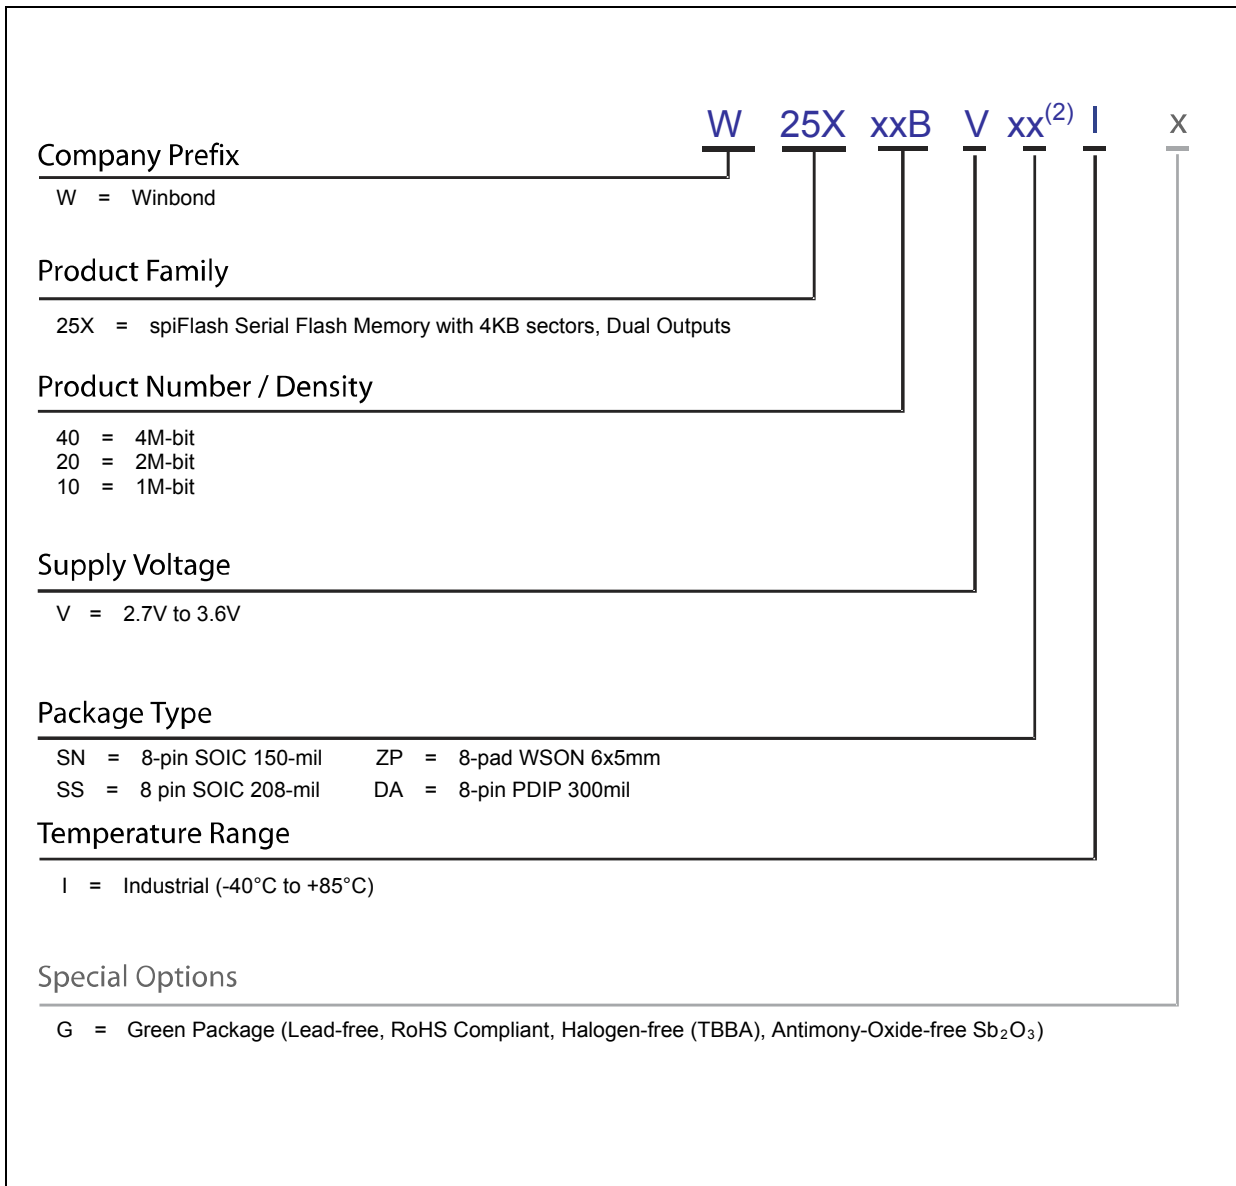 W 25X xxB V xx(2) I x
Company Prefix
W = Winbond
Product Family
25X = spiFlash Serial Flash Memory with 4KB sectors, Dual Outputs
Product Number / Density
40 = 4M-bit
20 = 2M-bit
10 = 1M-bit
Supply Voltage
V = 2.7V to 3.6V
Package Type
SN = 8-pin SOIC 150-mil ZP = 8-pad WSON 6x5mm
SS = 8 pin SOIC 208-mil DA = 8-pin PDIP 300mil
Temperature Range
I = Industrial (-40°C to +85°C)
Special Options
G = Green Package (Lead-free, RoHS Compliant, Halogen-free (TBBA), Antimony-Oxide-free Sb₂O₃)